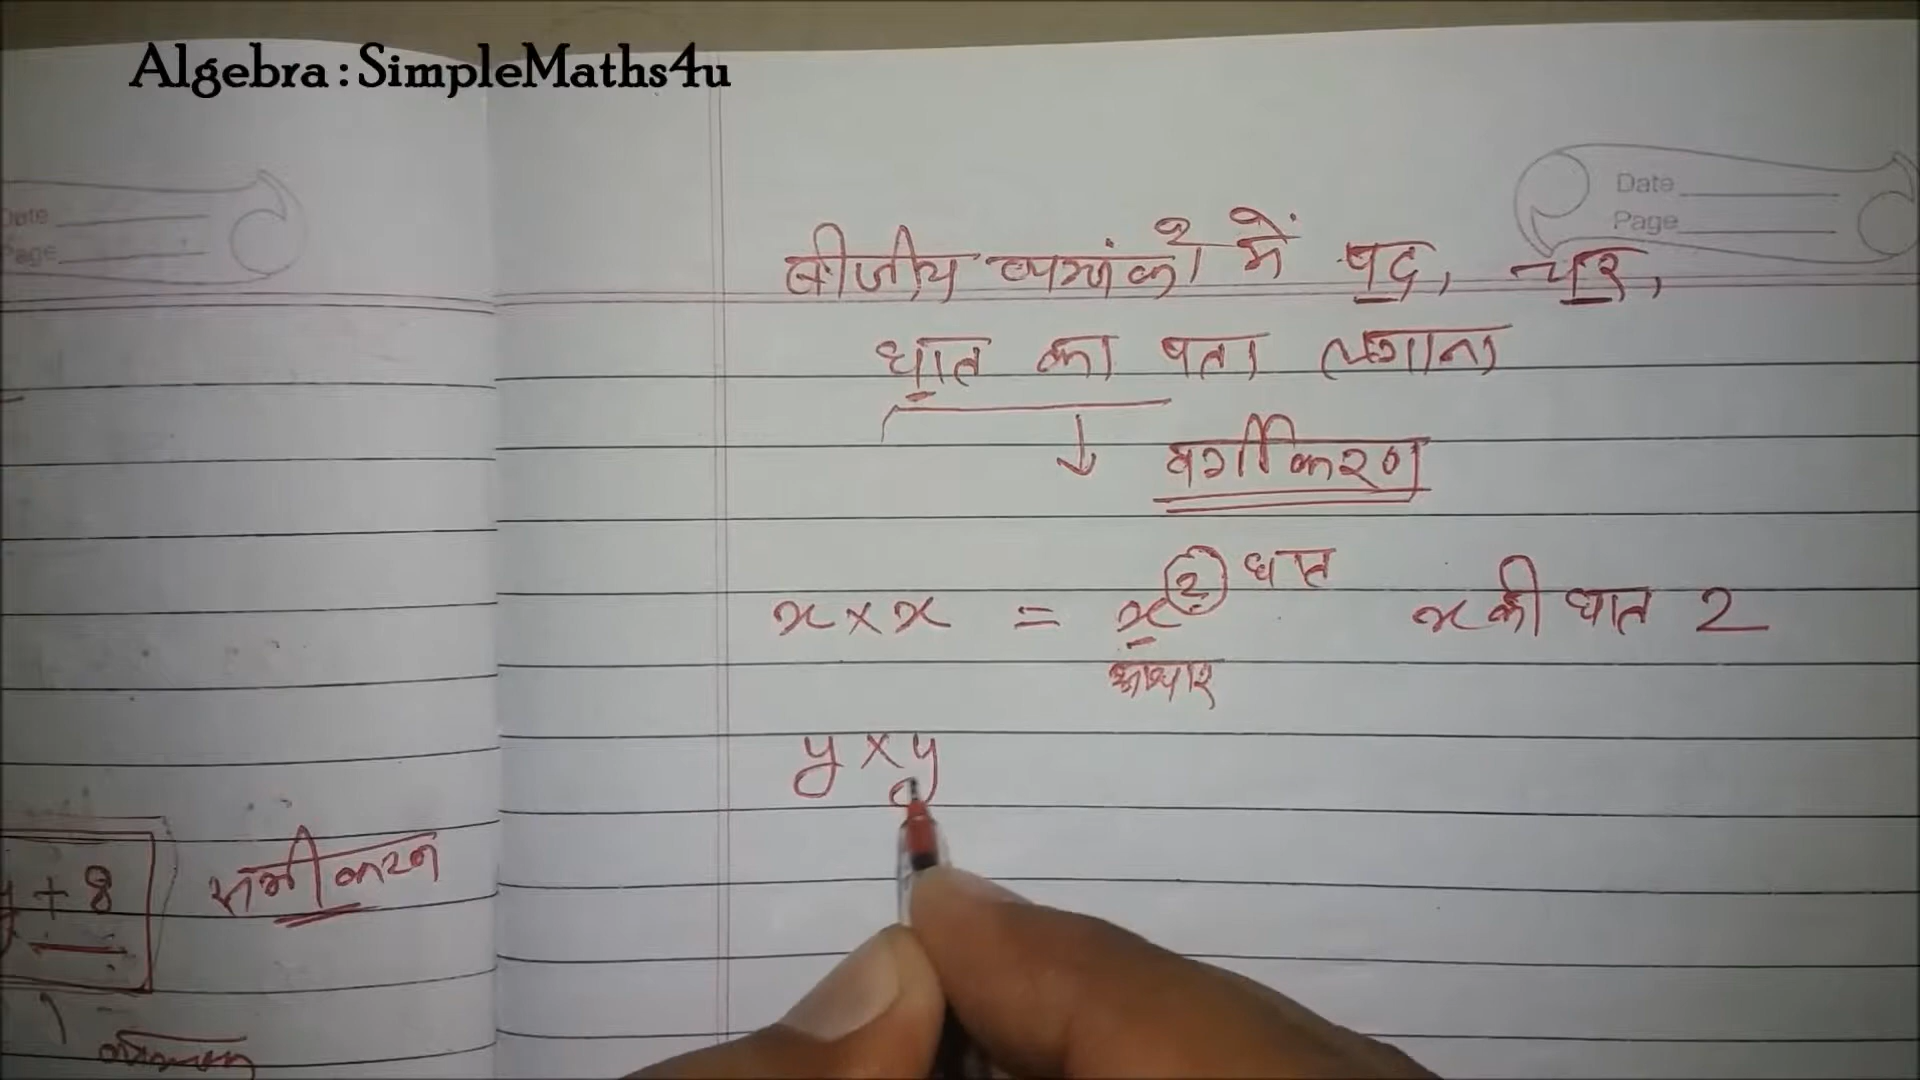 Algebra : SimpleMaths4u
Date
Page
Date
Page
बीजीय व्यंजकों में पद, चर,
घात का पता लगाना
वर्गीकरण
x × x = x² घात x की घात 2
आधार
y × y
y + 8
समीकरण